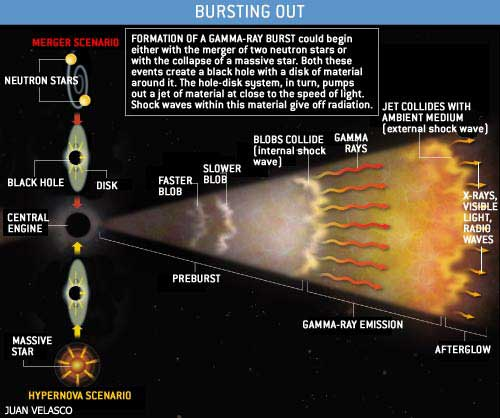 BURSTING OUT
MERGER SCENARIO
FORMATION OF A GAMMA-RAY BURST could begin
either with the merger of two neutron stars or
with the collapse of a massive star. Both these
events create a black hole with a disk of material
around it. The hole-disk system, in turn, pumps
out a jet of material at close to the speed of light.
Shock waves within this material give off radiation.
NEUTRON STARS
JET COLLIDES WITH
AMBIENT MEDIUM
(external shock wave)
BLOBS COLLIDE
(internal shock
wave)
GAMMA
RAYS
SLOWER
BLOB
FASTER
BLOB
BLACK HOLE
DISK
X-RAYS,
VISIBLE
LIGHT,
RADIO
WAVES
CENTRAL
ENGINE
PREBURST
GAMMA-RAY EMISSION
AFTERGLOW
MASSIVE
STAR
HYPERNOVA SCENARIO
JUAN VELASCO